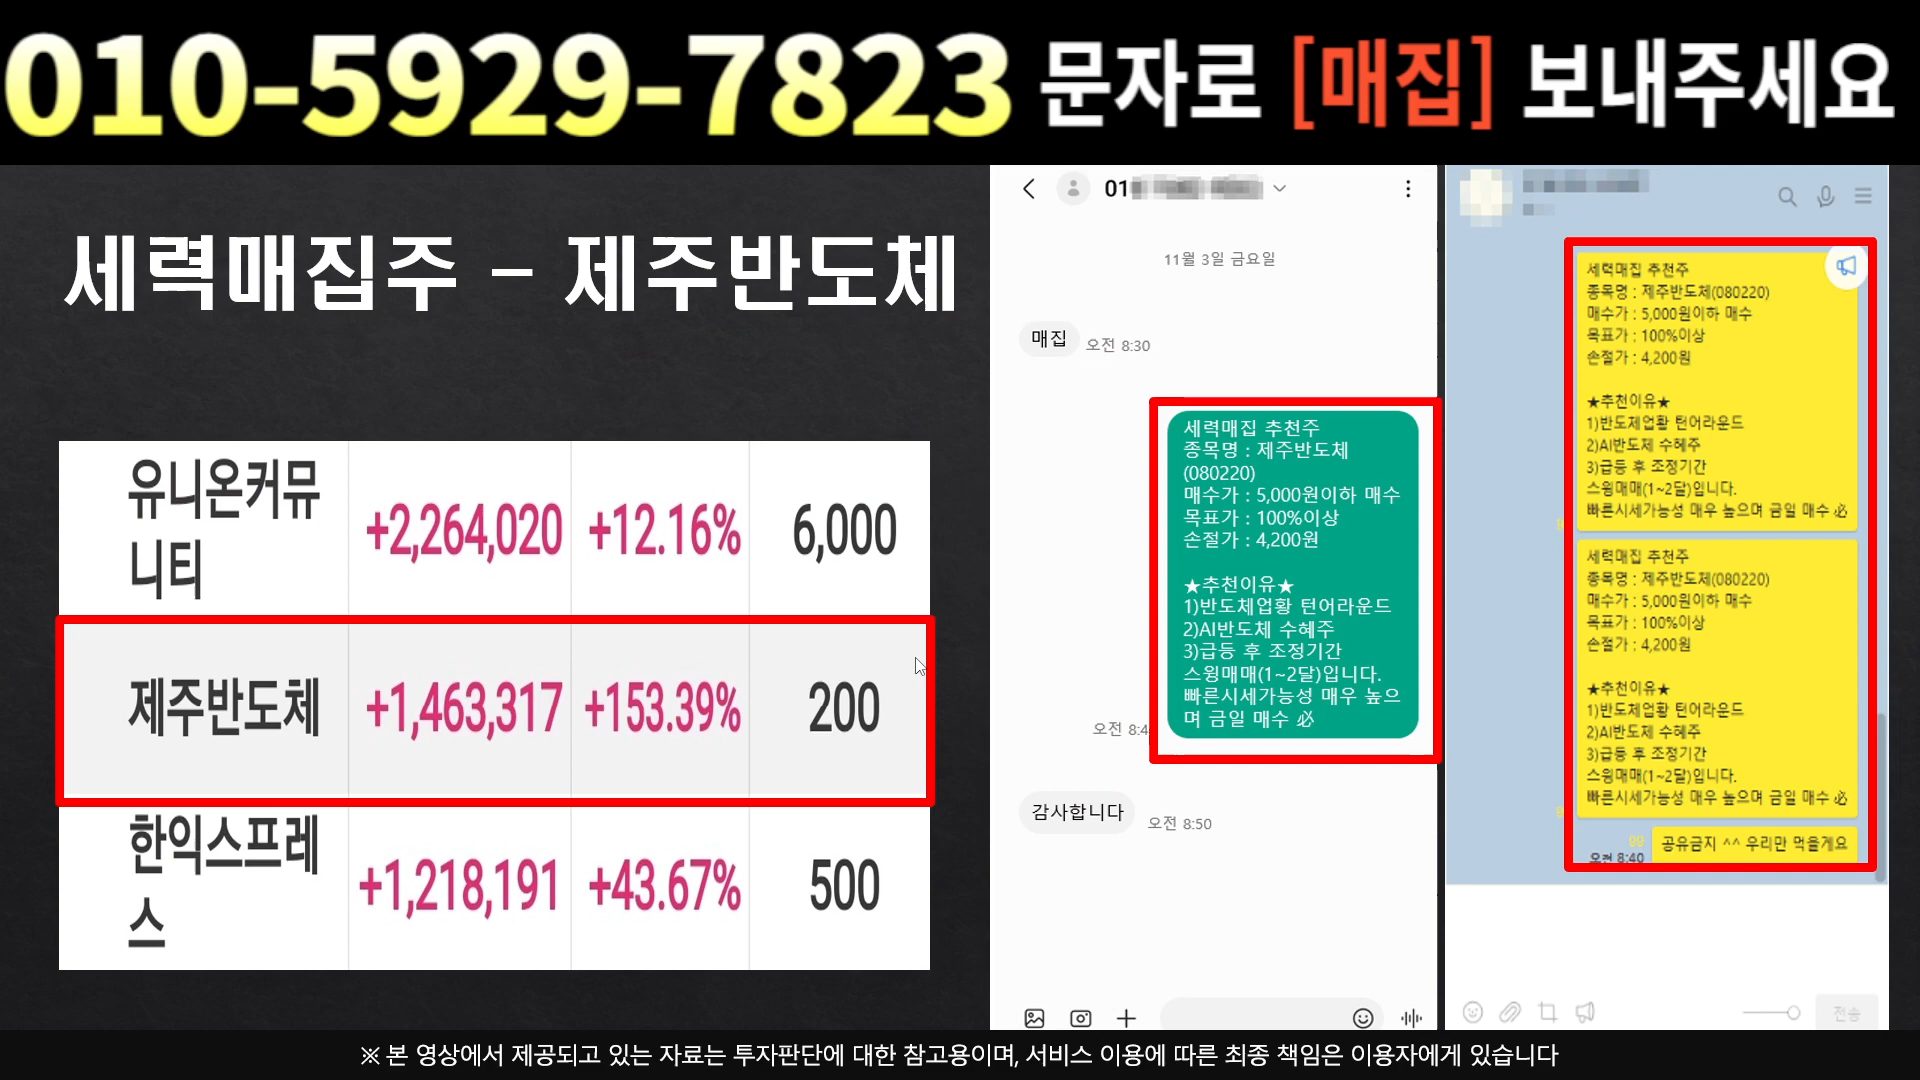 010-5929-7823 문자로 [매집] 보내주세요
세력매집주 - 제주반도체
유니온커뮤
니티
+2,264,020
+12.16%
6,000
제주반도체
+1,463,317
+153.39%
200
한익스프레
스
+1,218,191
+43.67%
500
01
11월 3일 금요일
매집
오전 8:30
세력매집 추천주
종목명 : 제주반도체
(080220)
매수가 : 5,000원이하 매수
목표가 : 100%이상
손절가 : 4,200원
★추천이유★
1)반도체업황 턴어라운드
2)AI반도체 수혜주
3)급등 후 조정기간
스윙매매(1~2달)입니다.
빠른시세가능성 매우 높으
며 금일 매수 必
오전 8:4
감사합니다
오전 8:50
세력매집 추천주
종목명 : 제주반도체(080220)
매수가 : 5,000원이하 매수
목표가 : 100%이상
손절가 : 4,200원
★추천이유★
1)반도체업황 턴어라운드
2)AI반도체 수혜주
3)급등 후 조정기간
스윙매매(1~2달)입니다.
빠른시세가능성 매우 높으며 금일 매수 必
세력매집 추천주
종목명 : 제주반도체(080220)
매수가 : 5,000원이하 매수
목표가 : 100%이상
손절가 : 4,200원
★추천이유★
1)반도체업황 턴어라운드
2)AI반도체 수혜주
3)급등 후 조정기간
스윙매매(1~2달)입니다.
빠른시세가능성 매우 높으며 금일 매수 必
오전 8:40
공유금지 ^^ 우리만 먹을게요
전송
※ 본 영상에서 제공되고 있는 자료는 투자판단에 대한 참고용이며, 서비스 이용에 따른 최종 책임은 이용자에게 있습니다